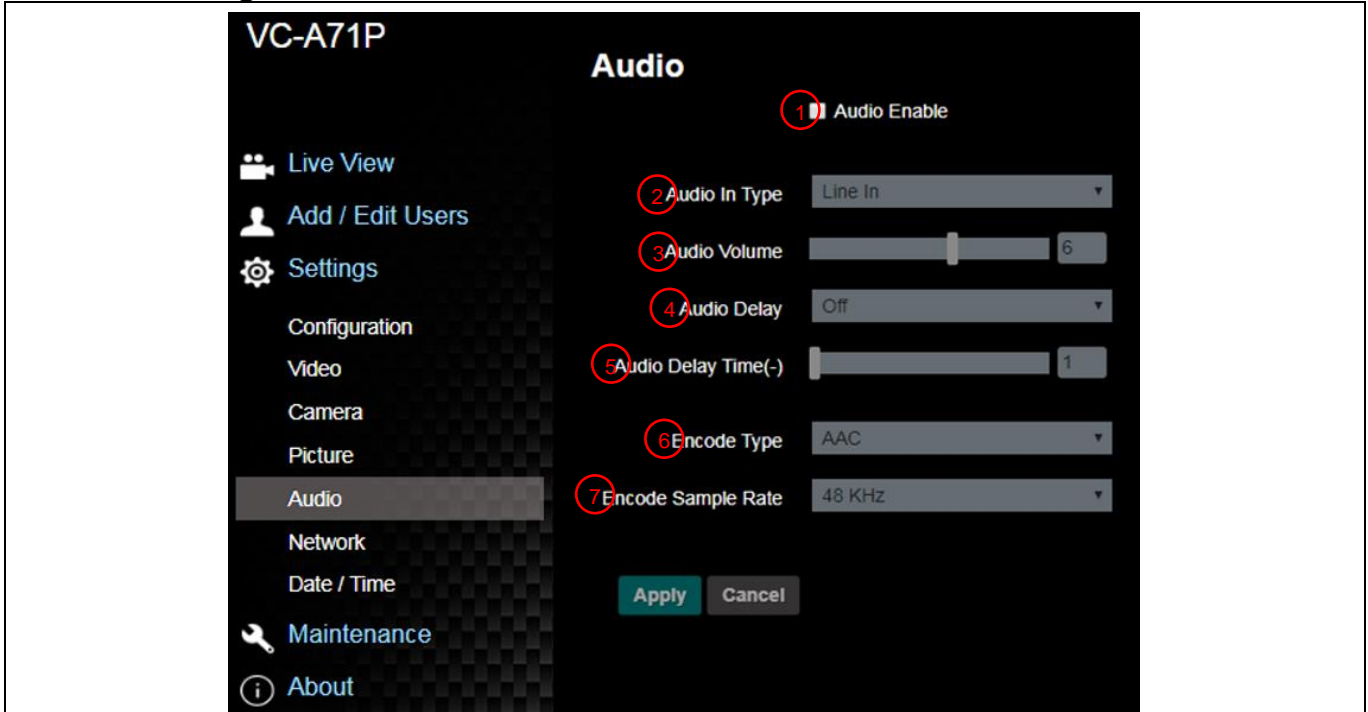 VC-A71P
Audio
1 Audio Enable
Live View
Add / Edit Users
Settings
Configuration
Video
Camera
Picture
Audio
Network
Date / Time
Maintenance
About
2 Audio In Type Line In
3 Audio Volume 6
4 Audio Delay Off
5 Audio Delay Time(-) 1
6 Encode Type AAC
7 Encode Sample Rate 48 KHz
Apply Cancel